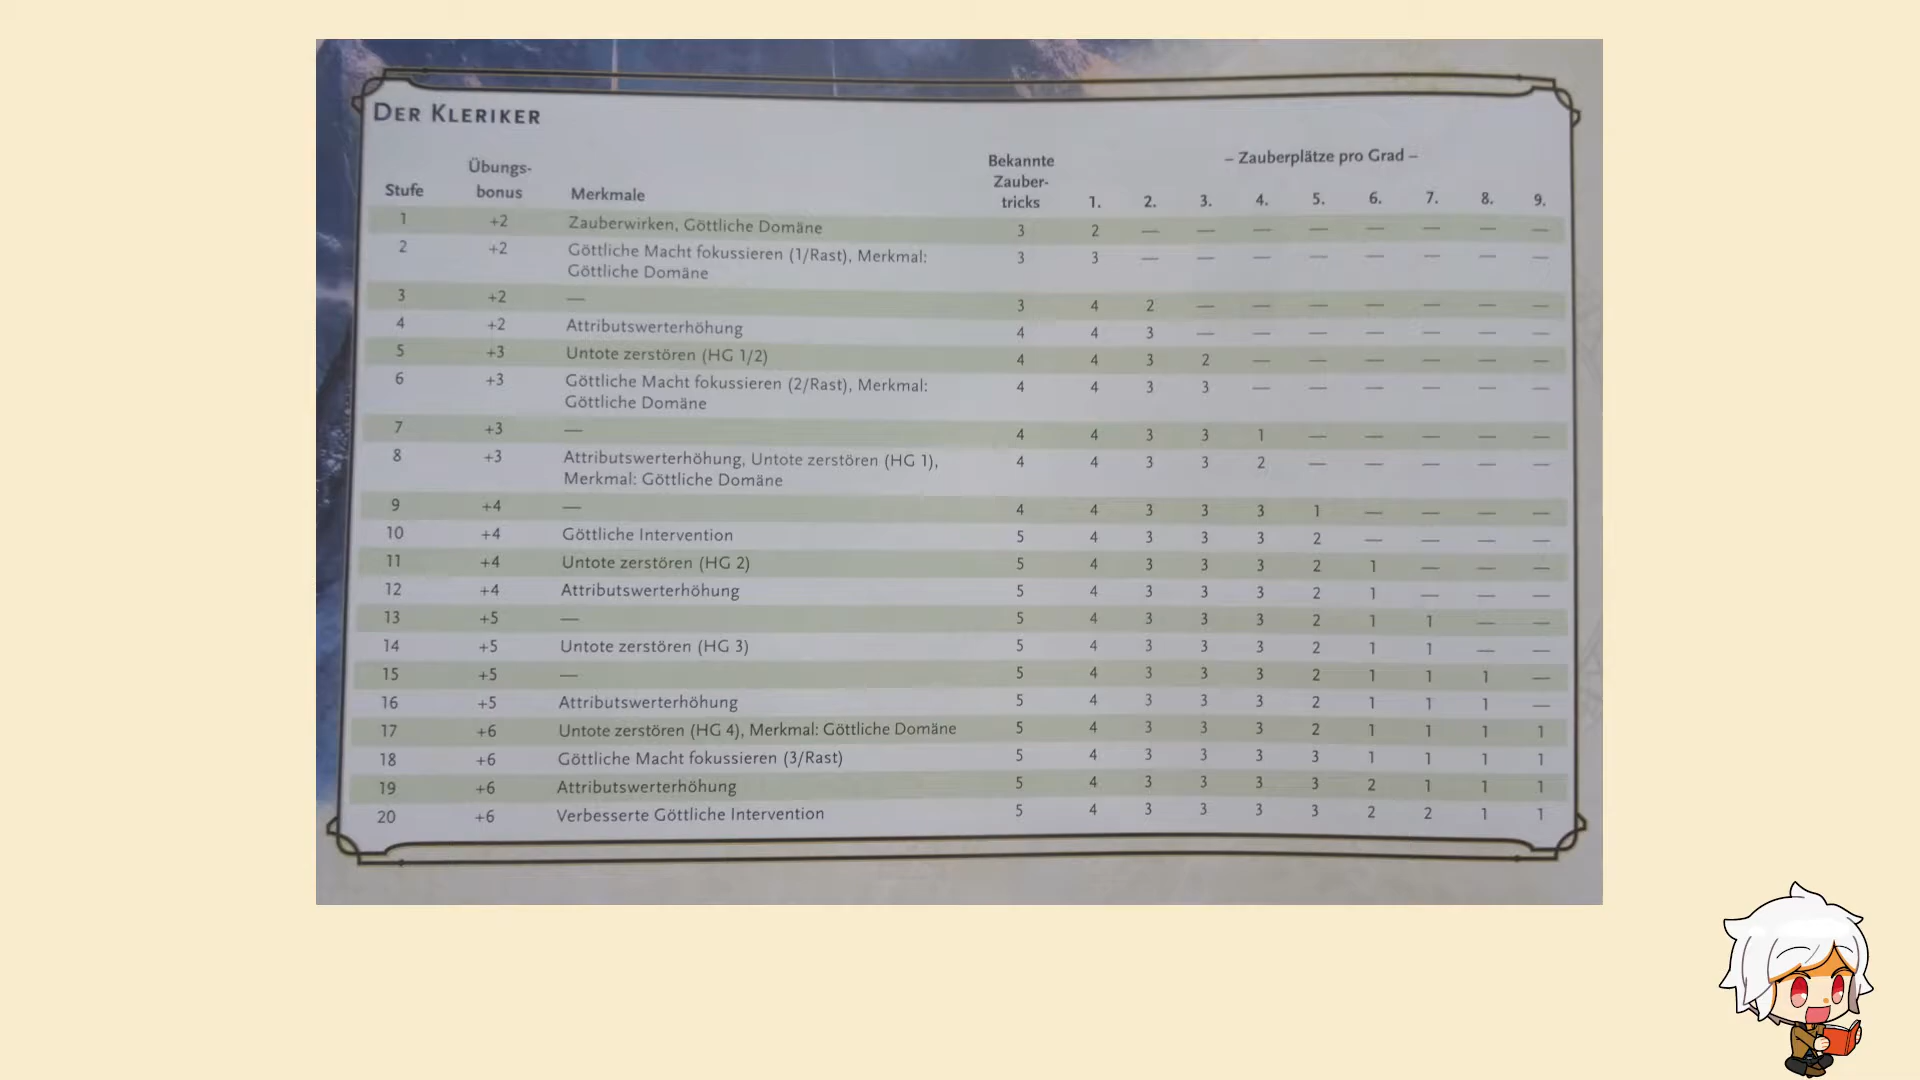 DER KLERIKER
Übungs- Bekannte – Zauberplätze pro Grad –
Zauber-
Stufe bonus Merkmale tricks 1. 2. 3. 4. 5. 6. 7. 8. 9.
1 +2 Zauberwirken, Göttliche Domäne 3 2 — — — — — — — —
2 +2 Göttliche Macht fokussieren (1/Rast), Merkmal: 3 3 — — — — — — — —
Göttliche Domäne
3 +2 — 3 4 2 — — — — — — —
4 +2 Attributswerterhöhung 4 4 3 — — — — — — —
5 +3 Untote zerstören (HG 1/2) 4 4 3 2 — — — — — —
6 +3 Göttliche Macht fokussieren (2/Rast), Merkmal: 4 4 3 3 — — — — — —
Göttliche Domäne
7 +3 — 4 4 3 3 1 — — — — —
8 +3 Attributswerterhöhung, Untote zerstören (HG 1), 4 4 3 3 2 — — — — —
Merkmal: Göttliche Domäne
9 +4 — 4 4 3 3 3 1 — — — —
10 +4 Göttliche Intervention 5 4 3 3 3 2 — — — —
11 +4 Untote zerstören (HG 2) 5 4 3 3 3 2 1 — — —
12 +4 Attributswerterhöhung 5 4 3 3 3 2 1 — — —
13 +5 — 5 4 3 3 3 2 1 1 — —
14 +5 Untote zerstören (HG 3) 5 4 3 3 3 2 1 1 — —
15 +5 — 5 4 3 3 3 2 1 1 1 —
16 +5 Attributswerterhöhung 5 4 3 3 3 2 1 1 1 —
17 +6 Untote zerstören (HG 4), Merkmal: Göttliche Domäne 5 4 3 3 3 2 1 1 1 1
18 +6 Göttliche Macht fokussieren (3/Rast) 5 4 3 3 3 3 1 1 1 1
19 +6 Attributswerterhöhung 5 4 3 3 3 3 2 1 1 1
20 +6 Verbesserte Göttliche Intervention 5 4 3 3 3 3 2 2 1 1